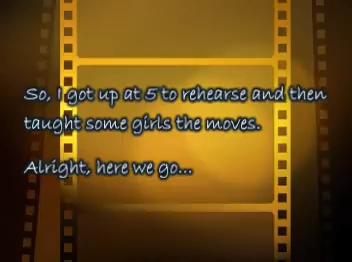 So, I got up at 5 to rehearse and then
taught some girls the moves.
Alright, here we go...